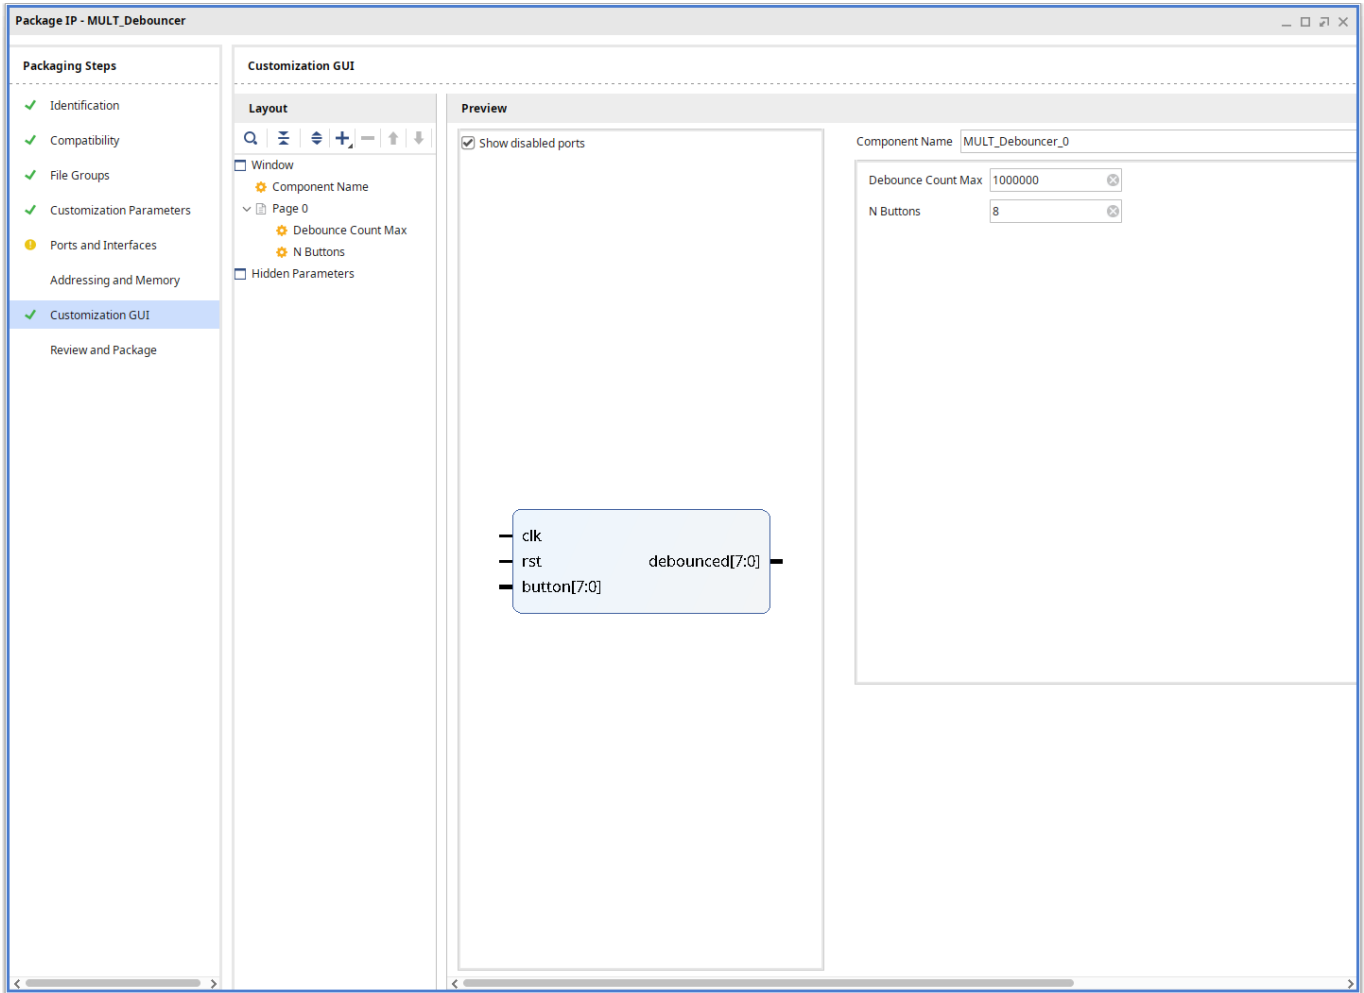 Package IP - MULT_Debouncer
Packaging Steps
Identification
Compatibility
File Groups
Customization Parameters
Ports and Interfaces
Addressing and Memory
Customization GUI
Review and Package
Customization GUI
Layout
Window
Component Name
Page 0
Debounce Count Max
N Buttons
Hidden Parameters
Preview
Show disabled ports
clk
rst
button[7:0]
debounced[7:0]
Component Name MULT_Debouncer_0
Debounce Count Max 1000000
N Buttons 8